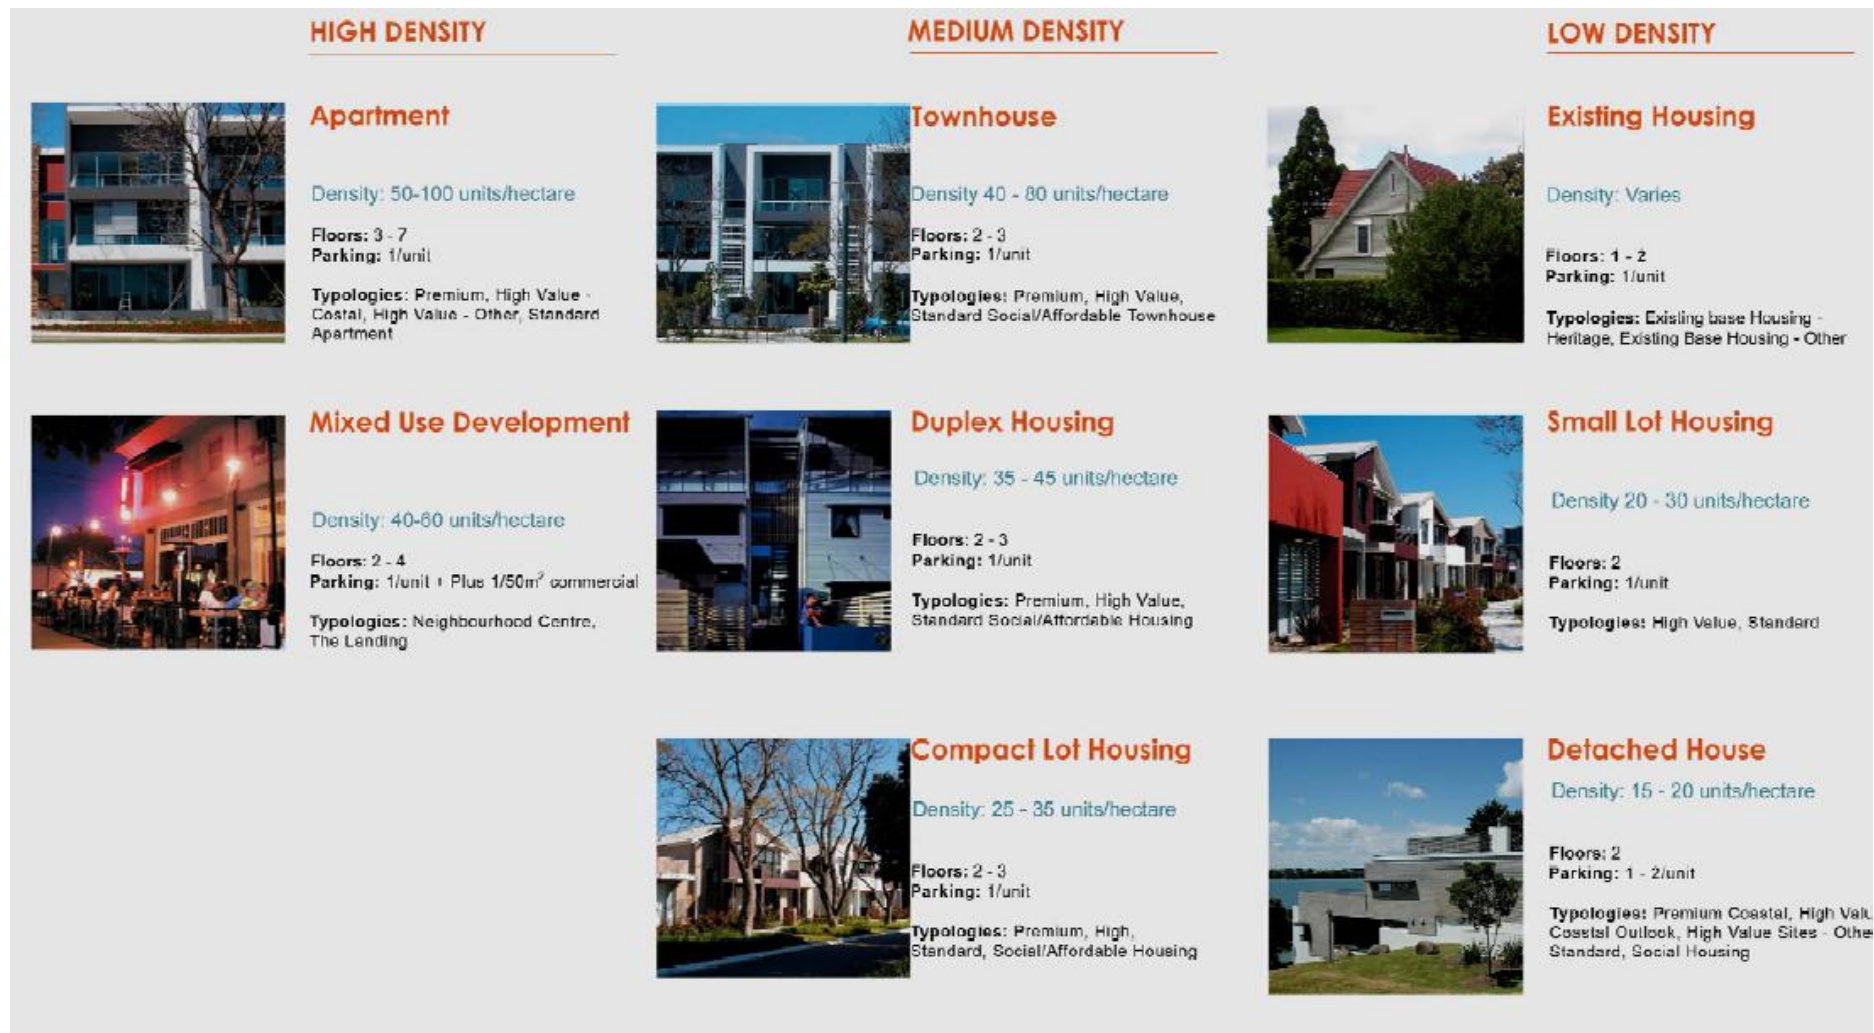 HIGH DENSITY
Apartment
Density: 50-100 units/hectare
Floors: 3 - 7
Parking: 1/unit
Typologies: Premium, High Value -
Costal, High Value - Other, Standard
Apartment
Mixed Use Development
Density: 40-60 units/hectare
Floors: 2 - 4
Parking: 1/unit + Plus 1/50m² commercial
Typologies: Neighbourhood Centre,
The Landing
MEDIUM DENSITY
Townhouse
Density 40 - 80 units/hectare
Floors: 2 - 3
Parking: 1/unit
Typologies: Premium, High Value,
Standard Social/Affordable Townhouse
Duplex Housing
Density: 35 - 45 units/hectare
Floors: 2 - 3
Parking: 1/unit
Typologies: Premium, High Value,
Standard Social/Affordable Housing
Compact Lot Housing
Density: 25 - 35 units/hectare
Floors: 2 - 3
Parking: 1/unit
Typologies: Premium, High,
Standard, Social/Affordable Housing
LOW DENSITY
Existing Housing
Density: Varies
Floors: 1 - 2
Parking: 1/unit
Typologies: Existing base Housing -
Heritage, Existing Base Housing - Other
Small Lot Housing
Density 20 - 30 units/hectare
Floors: 2
Parking: 1/unit
Typologies: High Value, Standard
Detached House
Density: 15 - 20 units/hectare
Floors: 2
Parking: 1 - 2/unit
Typologies: Premium Coastal, High Valu
Coastal Outlook, High Value Sites - Othe
Standard, Social Housing